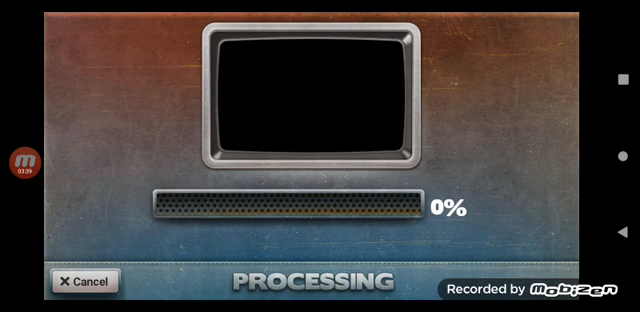 03:39
0%
Cancel
PROCESSING
Recorded by mobizen